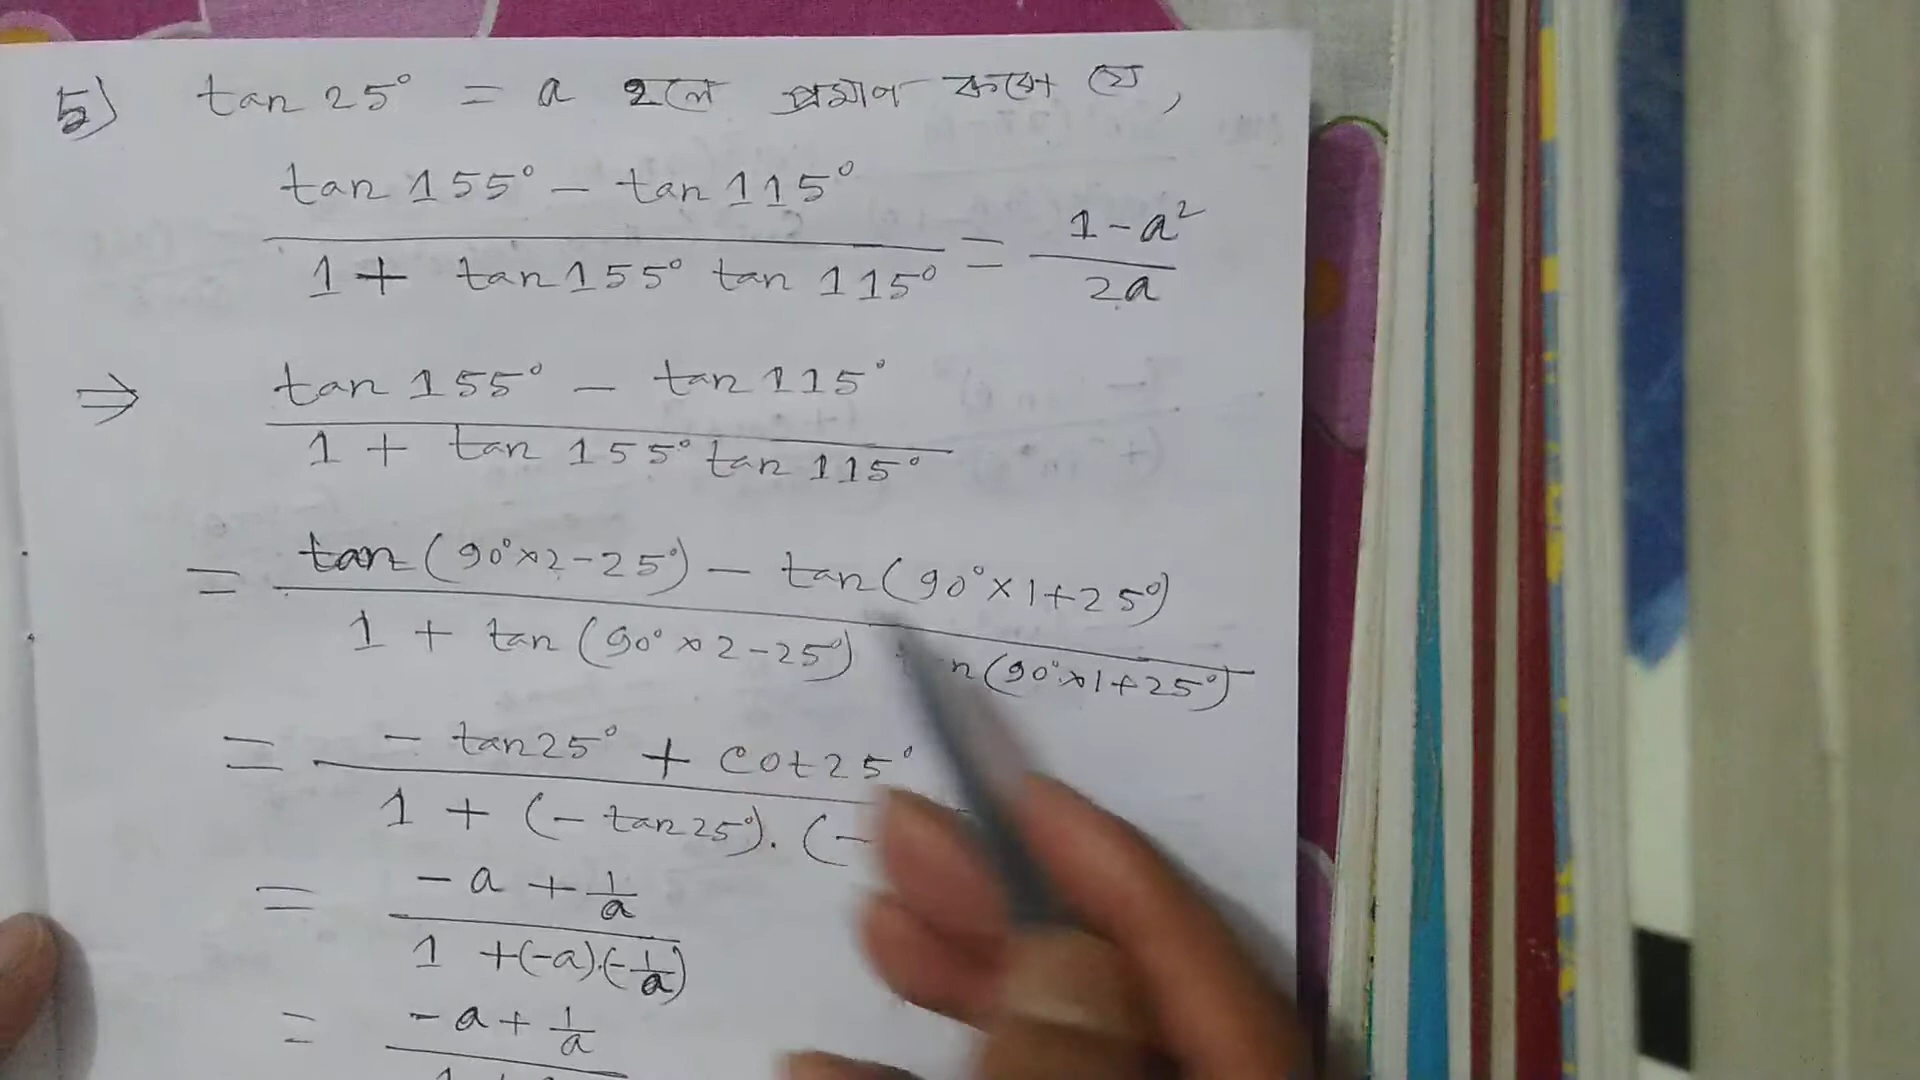 5) tan 25° = a হলে প্রমাণ করো যে,
tan 155° - tan 115°
1 + tan 155° tan 115°
= 1-a² / 2a
⇒ tan 155° - tan 115°
1 + tan 155° tan 115°
= tan (90°×2-25°) - tan (90°×1+25°)
1 + tan (90°×2-25°) (90°×1+25°)
= - tan25° + cot25°
1 + (- tan25°). (-
= -a + 1/a
1 + (-a).(-1/a)
= -a + 1/a